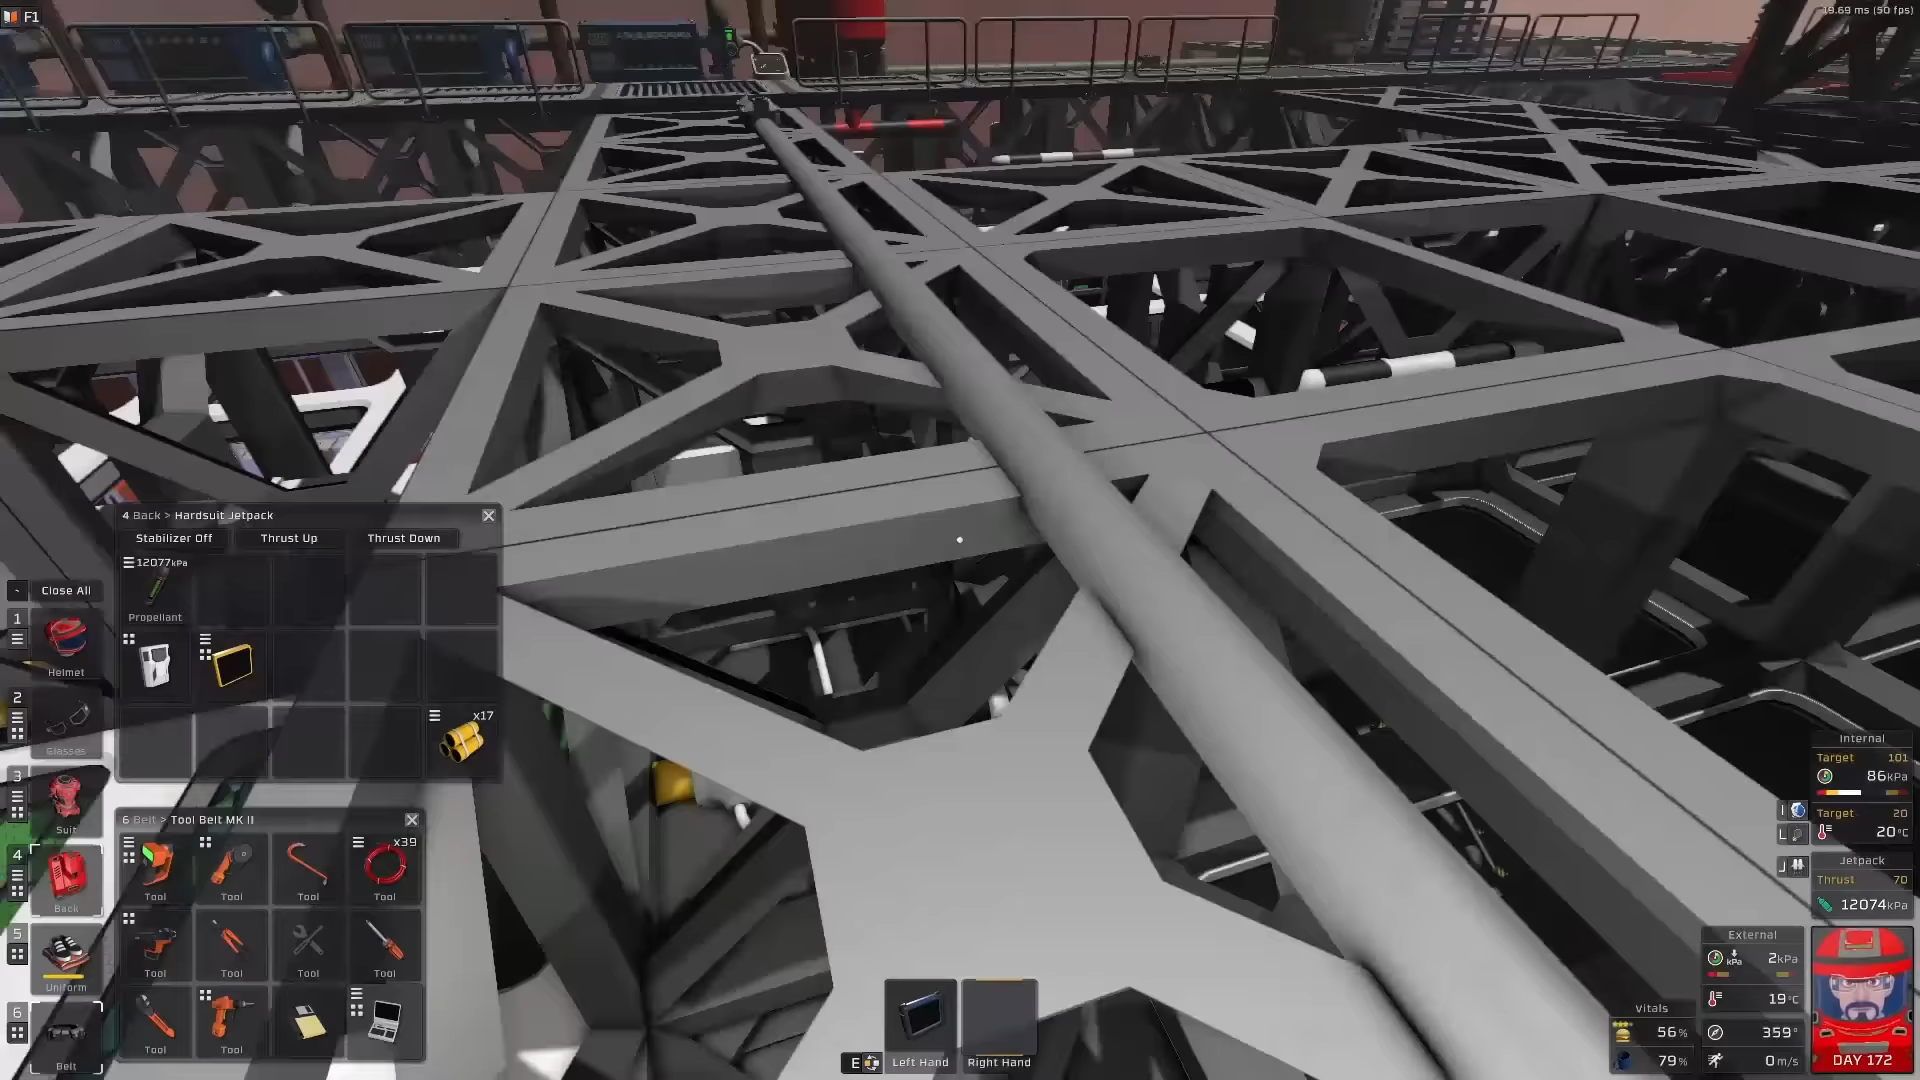 F1
19.69 ms (50 fps)
4 Back > Hardsuit Jetpack
Stabilizer Off
Thrust Up
Thrust Down
12077kPa
Propellant
x17
~ Close All
1
Helmet
2
Glasses
3
Suit
4
Back
5
Uniform
6
Belt
6 Belt > Tool Belt MK II
x39
Tool Tool Tool Tool
Tool Tool Tool Tool
Tool Tool
E
Left Hand
Right Hand
Internal
Target 101
86kPa
Target 20
20°C
I
L
J
Jetpack
Thrust 70
12074kPa
External
kPa
2kPa
19°C
359°
0m/s
Vitals
56%
79%
DAY 172